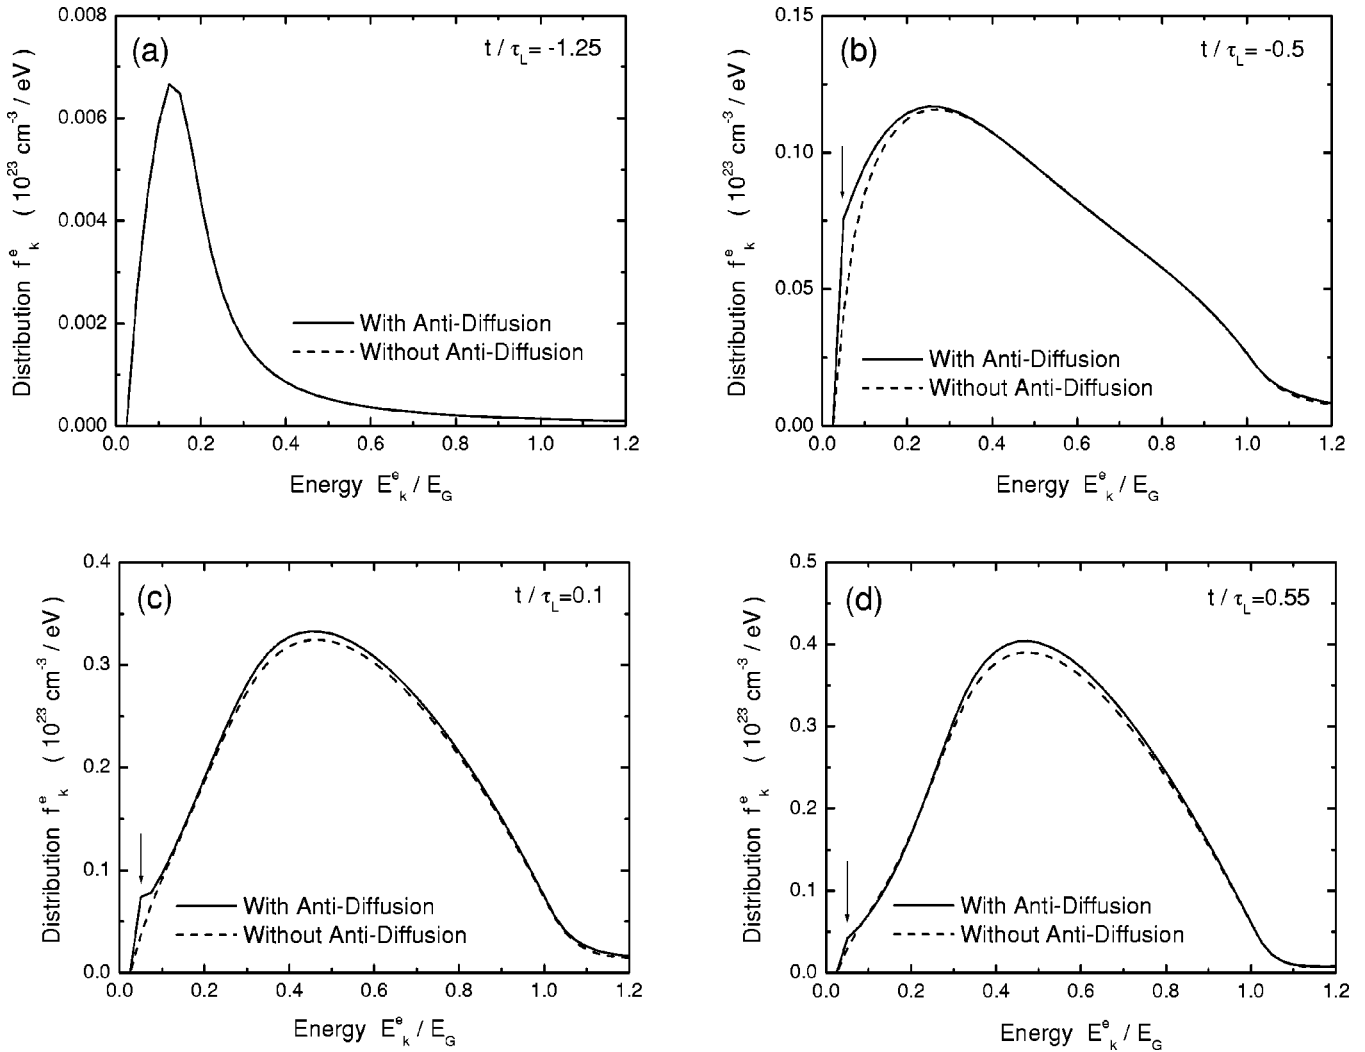 (a)
t / τL = -1.25
Distribution f^e_k ( 10^23 cm^-3 / eV)
0.008
0.006
0.004
0.002
0.000
With Anti-Diffusion
Without Anti-Diffusion
0.0 0.2 0.4 0.6 0.8 1.0 1.2
Energy E^e_k / E_G
(b)
t / τL = -0.5
Distribution f^e_k ( 10^23 cm^-3 / eV)
0.15
0.10
0.05
0.00
With Anti-Diffusion
Without Anti-Diffusion
0.0 0.2 0.4 0.6 0.8 1.0 1.2
Energy E^e_k / E_G
(c)
t / τL=0.1
Distribution f^e_k ( 10^23 cm^-3 / eV)
0.4
0.3
0.2
0.1
0.0
With Anti-Diffusion
Without Anti-Diffusion
0.0 0.2 0.4 0.6 0.8 1.0 1.2
Energy E^e_k / E_G
(d)
t / τL=0.55
Distribution f^e_k ( 10^23 cm^-3 / eV)
0.5
0.4
0.3
0.2
0.1
0.0
With Anti-Diffusion
Without Anti-Diffusion
0.0 0.2 0.4 0.6 0.8 1.0 1.2
Energy E^e_k / E_G